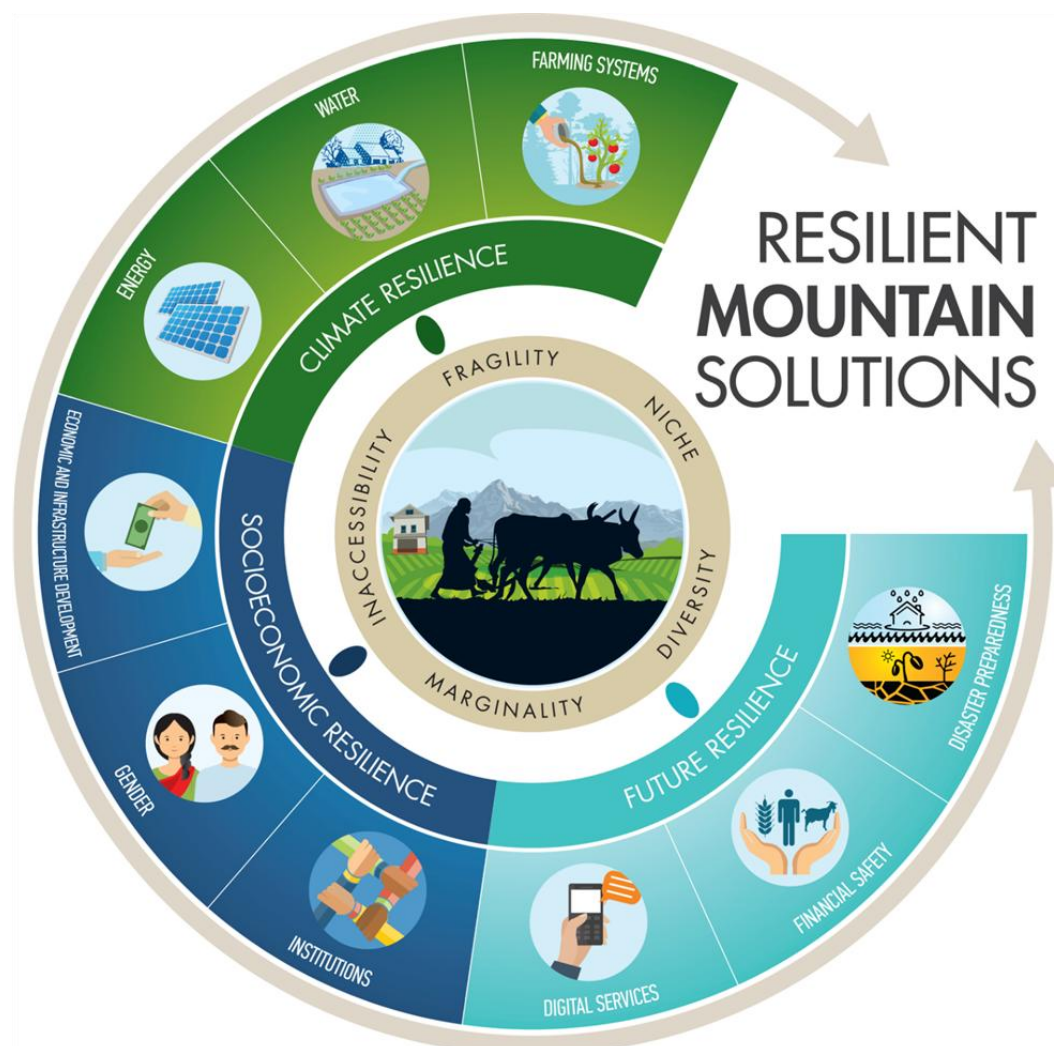 RESILIENT
MOUNTAIN
SOLUTIONS
FARMING SYSTEMS
WATER
ENERGY
CLIMATE RESILIENCE
ECONOMIC AND INFRASTRUCTURE DEVELOPMENT
GENDER
INSTITUTIONS
SOCIOECONOMIC RESILIENCE
DIGITAL SERVICES
FINANCIAL SAFETY
DISASTER PREPAREDNESS
FUTURE RESILIENCE
FRAGILITY
NICHE
DIVERSITY
MARGINALITY
INACCESSIBILITY